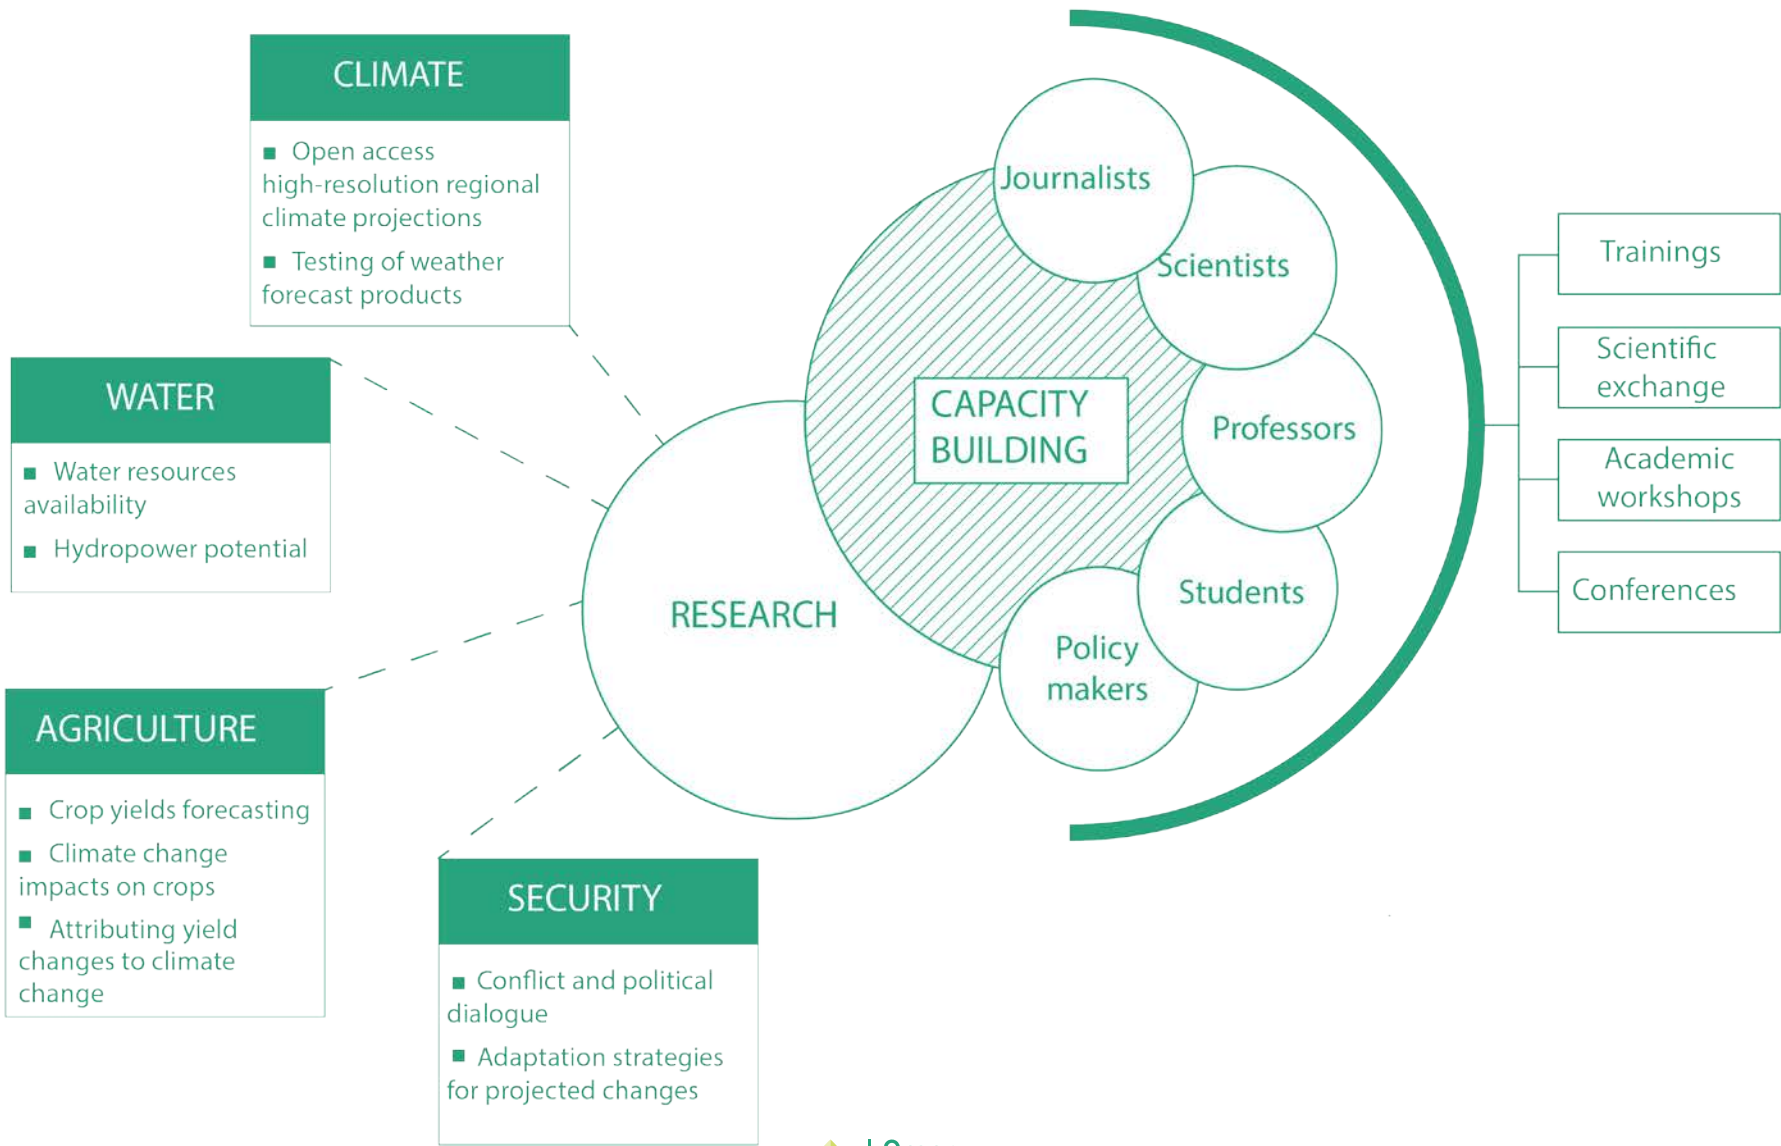 CLIMATE
■ Open access
high-resolution regional
climate projections
■ Testing of weather
forecast products
WATER
■ Water resources
availability
■ Hydropower potential
AGRICULTURE
■ Crop yields forecasting
■ Climate change
impacts on crops
■ Attributing yield
changes to climate
change
SECURITY
■ Conflict and political
dialogue
■ Adaptation strategies
for projected changes
RESEARCH
CAPACITY
BUILDING
Journalists
Scientists
Professors
Students
Policy
makers
Trainings
Scientific
exchange
Academic
workshops
Conferences